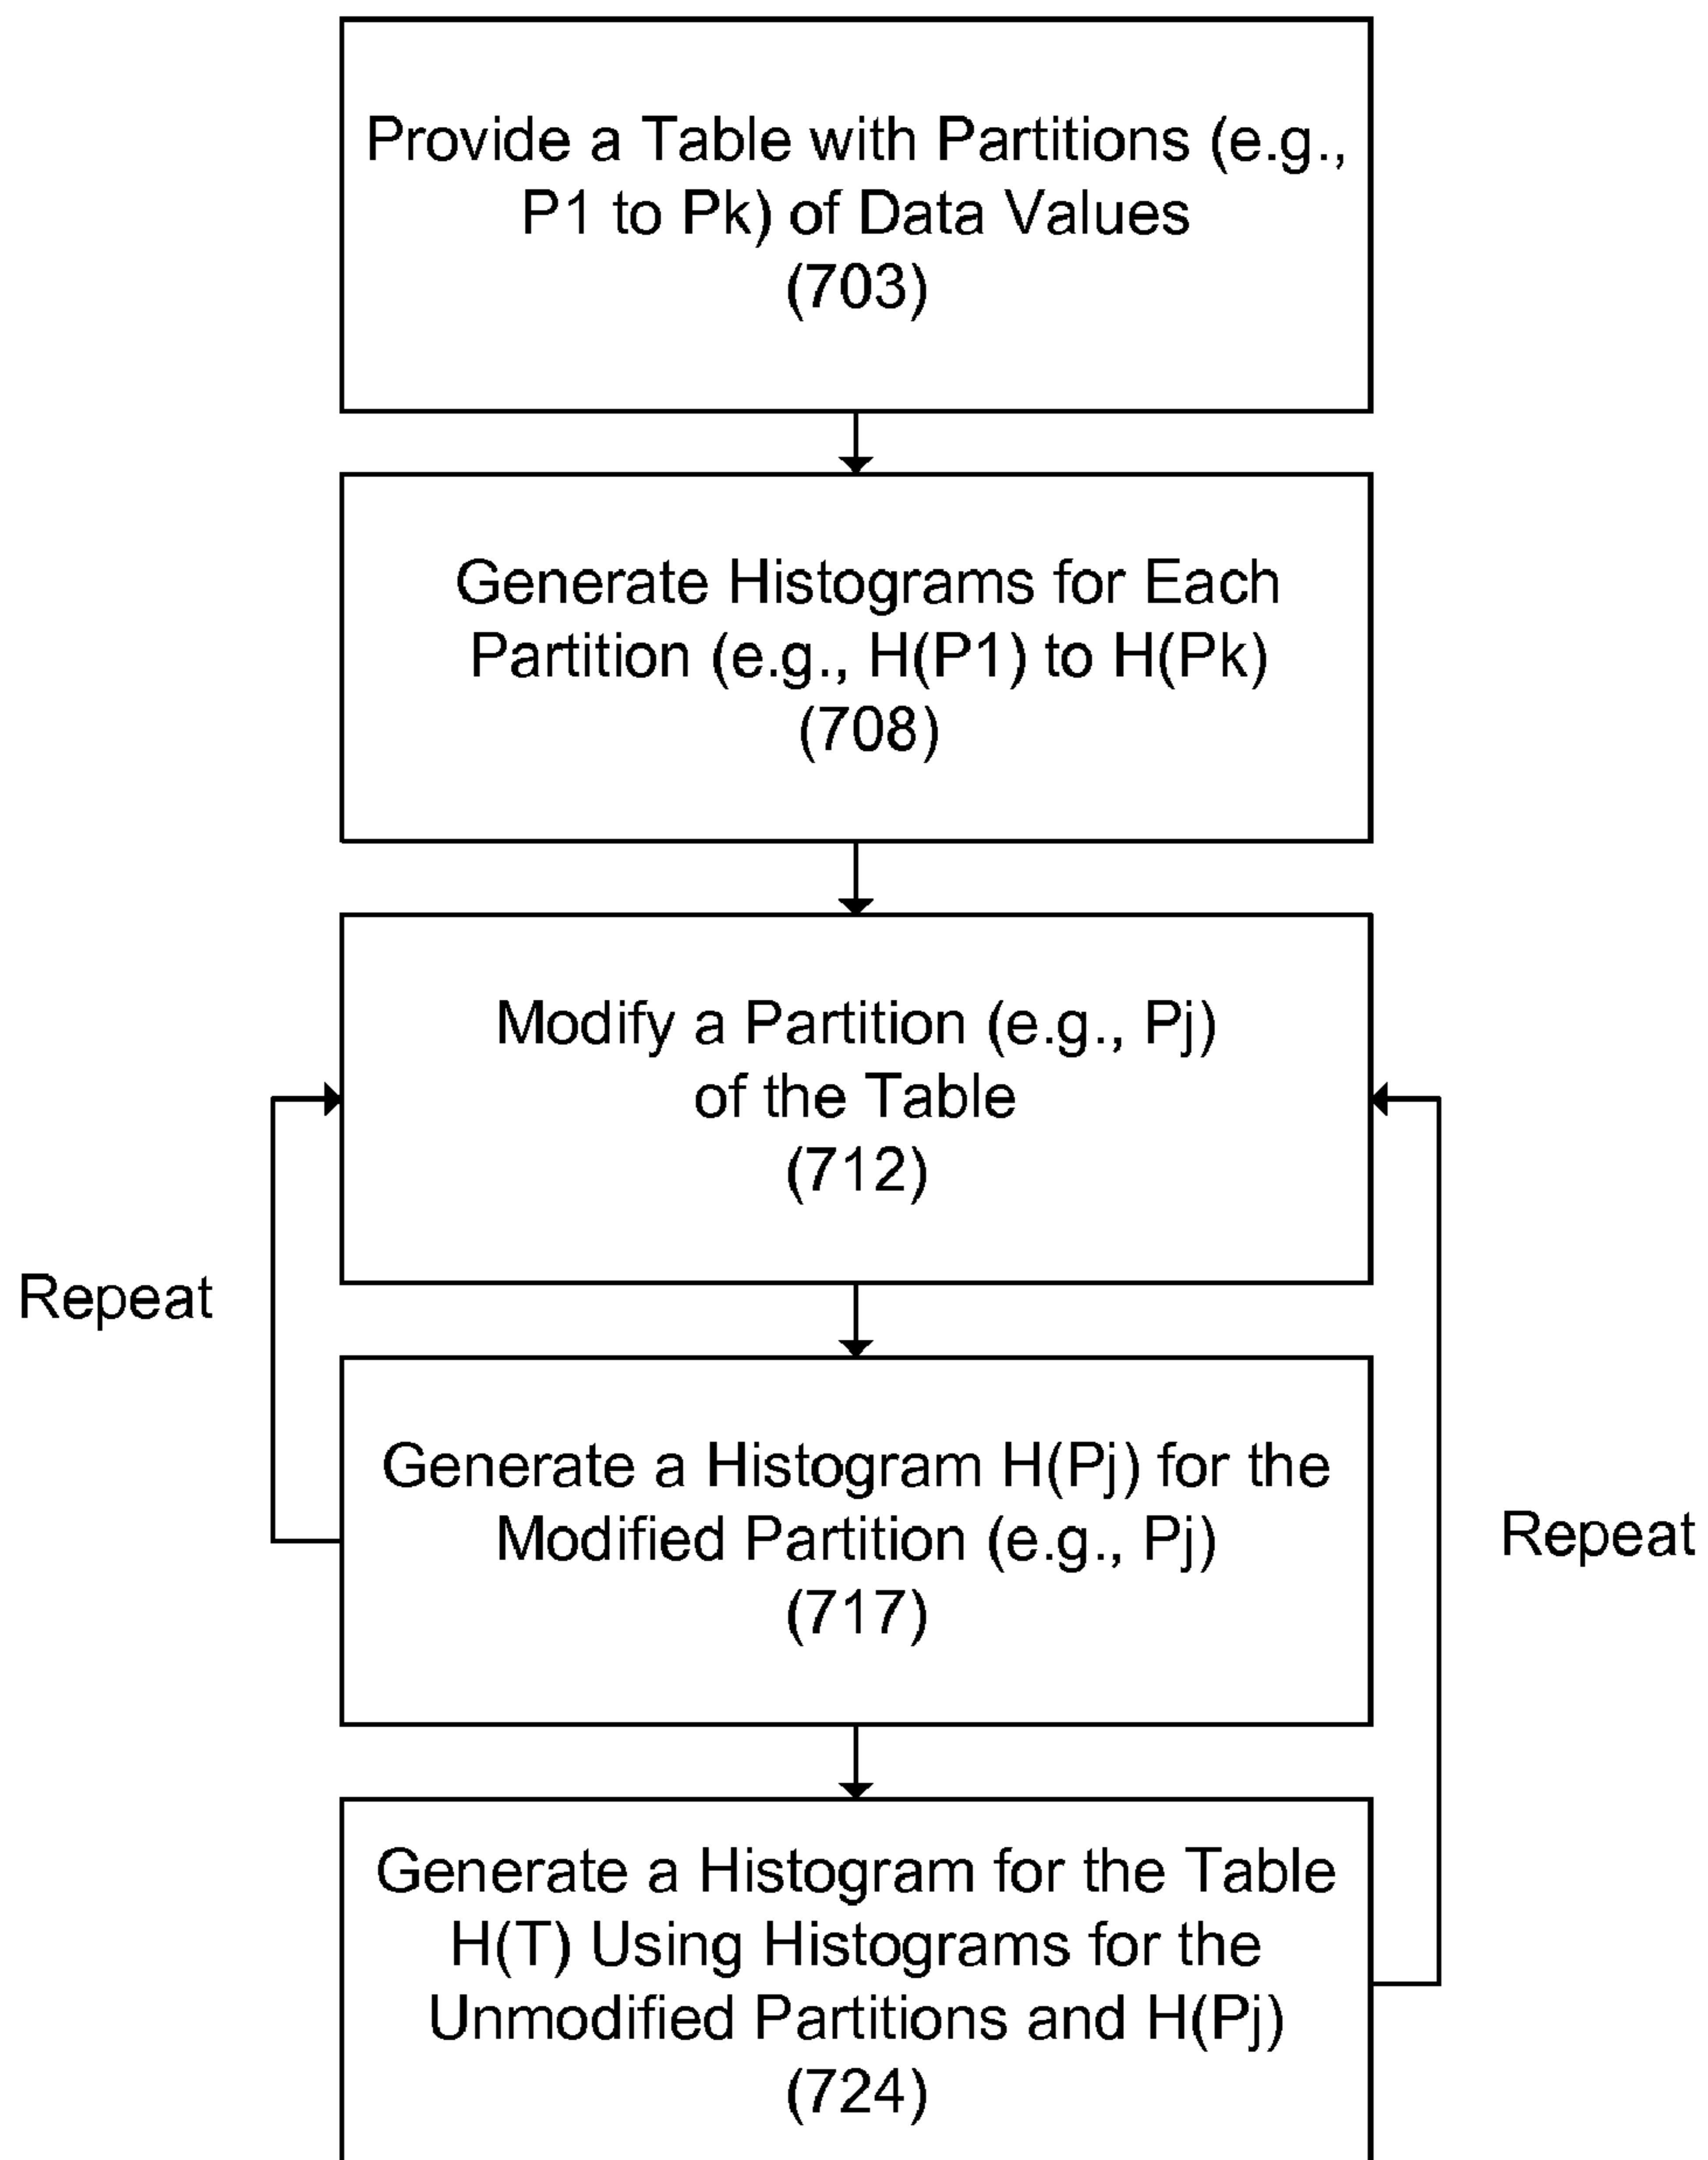 Provide a Table with Partitions (e.g.,
P1 to Pk) of Data Values
(703)
Generate Histograms for Each
Partition (e.g., H(P1) to H(Pk)
(708)
Modify a Partition (e.g., Pj)
of the Table
(712)
Repeat
Generate a Histogram H(Pj) for the
Modified Partition (e.g., Pj)
(717)
Repeat
Generate a Histogram for the Table
H(T) Using Histograms for the
Unmodified Partitions and H(Pj)
(724)